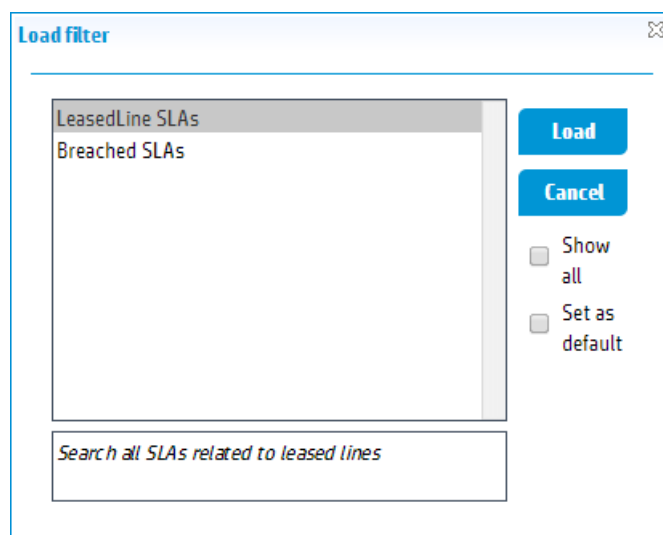 Load filter
LeasedLine SLAs
Breached SLAs
Load
Cancel
Show
all
Set as
default
Search all SLAs related to leased lines